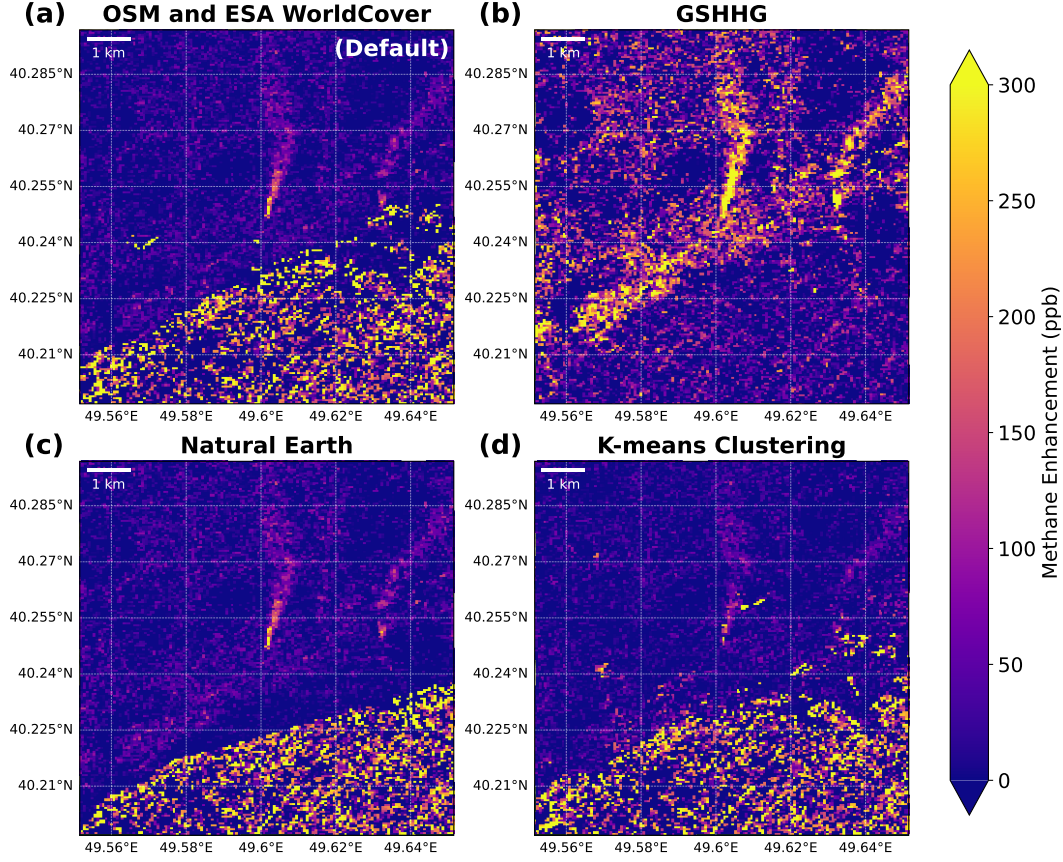 (a) OSM and ESA WorldCover
(b) GSHHG
1 km
(Default)
1 km
40.285°N
40.27°N
40.255°N
40.24°N
40.225°N
40.21°N
49.56°E 49.58°E 49.6°E 49.62°E 49.64°E
40.285°N
40.27°N
40.255°N
40.24°N
40.225°N
40.21°N
49.56°E 49.58°E 49.6°E 49.62°E 49.64°E
(c) Natural Earth
(d) K-means Clustering
1 km
1 km
40.285°N
40.27°N
40.255°N
40.24°N
40.225°N
40.21°N
49.56°E 49.58°E 49.6°E 49.62°E 49.64°E
40.285°N
40.27°N
40.255°N
40.24°N
40.225°N
40.21°N
49.56°E 49.58°E 49.6°E 49.62°E 49.64°E
300
250
200
150
100
50
0
Methane Enhancement (ppb)